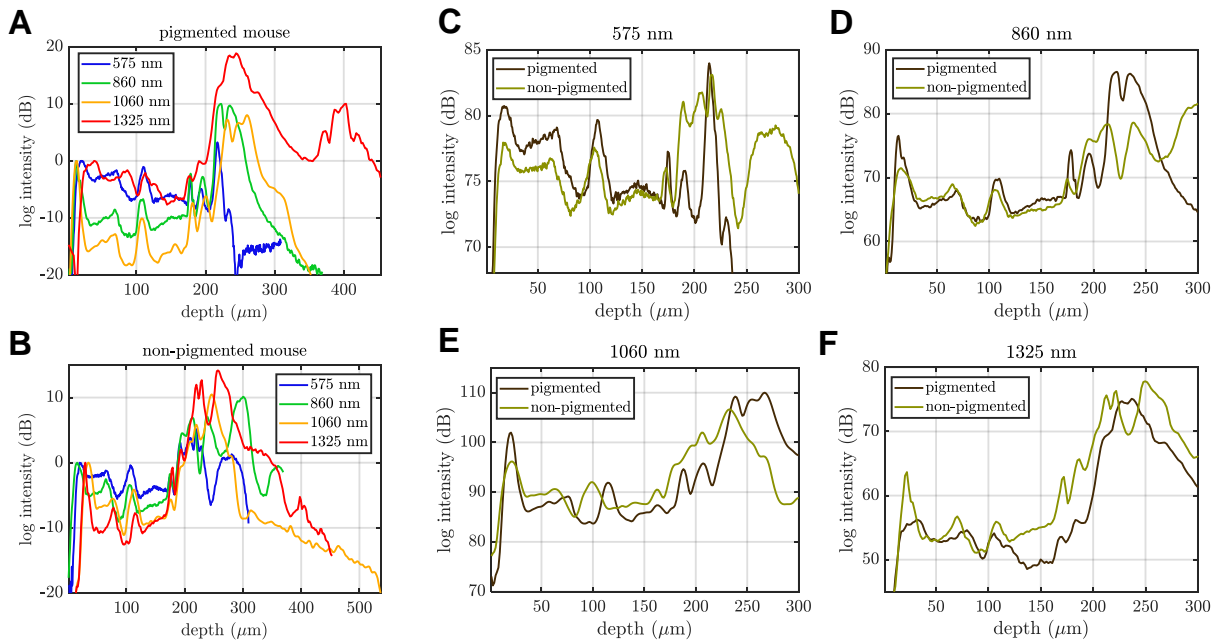 A
pigmented mouse
575 nm
860 nm
1060 nm
1325 nm
20
10
0
-10
-20
log intensity (dB)
100 200 300 400
depth (μm)
B
non-pigmented mouse
575 nm
860 nm
1060 nm
1325 nm
10
0
-10
-20
log intensity (dB)
100 200 300 400 500
depth (μm)
C
575 nm
pigmented
non-pigmented
85
80
75
70
log intensity (dB)
50 100 150 200 250 300
depth (μm)
D
860 nm
pigmented
non-pigmented
90
80
70
60
log intensity (dB)
50 100 150 200 250 300
depth (μm)
E
1060 nm
pigmented
non-pigmented
110
100
90
80
70
log intensity (dB)
50 100 150 200 250 300
depth (μm)
F
1325 nm
pigmented
non-pigmented
80
70
60
50
log intensity (dB)
50 100 150 200 250 300
depth (μm)